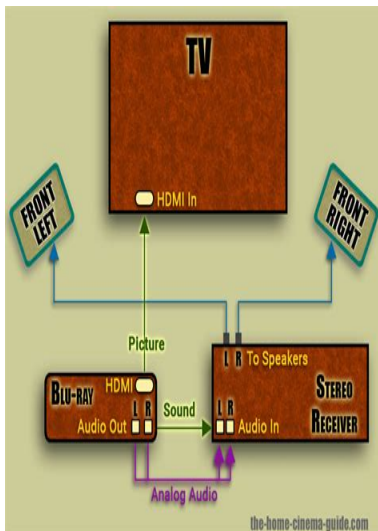 TV
HDMI In
FRONT
LEFT
FRONT
RIGHT
Picture
L R To Speakers
BLU-RAY
HDMI
L R
Audio Out
Sound
L R
Audio In
STEREO
RECEIVER
Analog Audio
the-home-cinema-guide.com